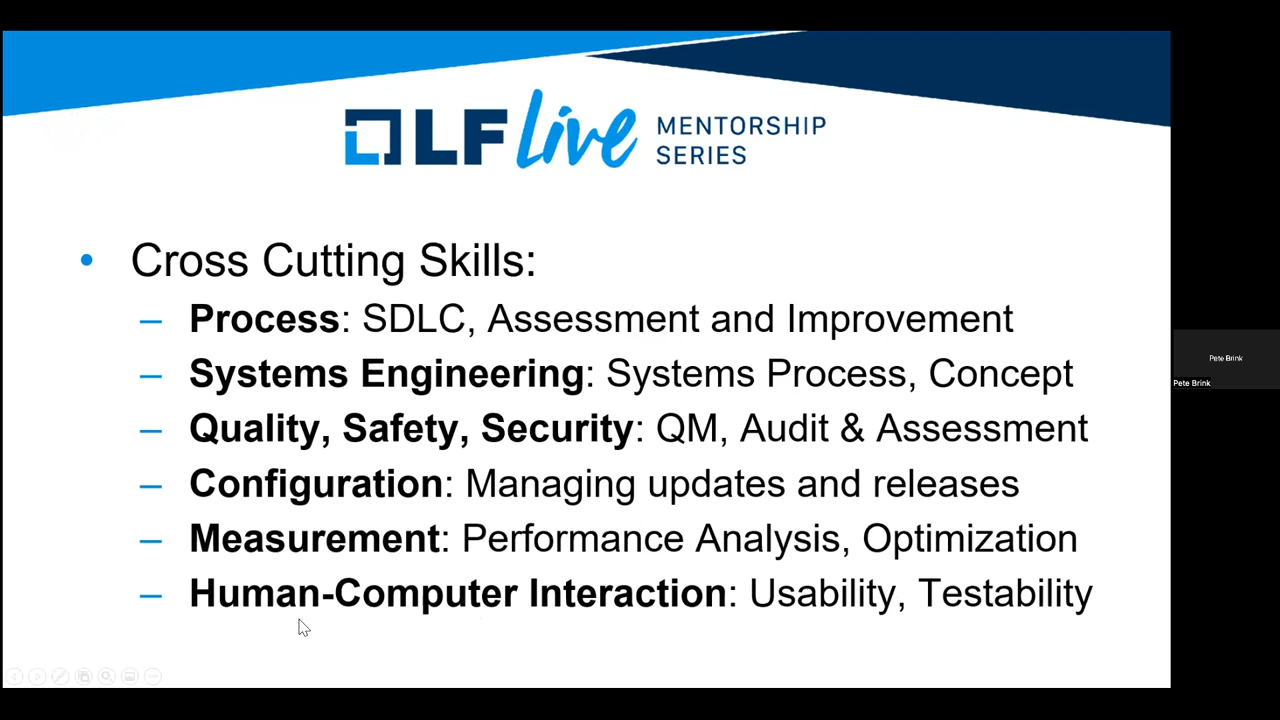 LF Live MENTORSHIP
SERIES
• Cross Cutting Skills:
– Process: SDLC, Assessment and Improvement
– Systems Engineering: Systems Process, Concept
– Quality, Safety, Security: QM, Audit & Assessment
– Configuration: Managing updates and releases
– Measurement: Performance Analysis, Optimization
– Human-Computer Interaction: Usability, Testability
Pete Brink
Pete Brink